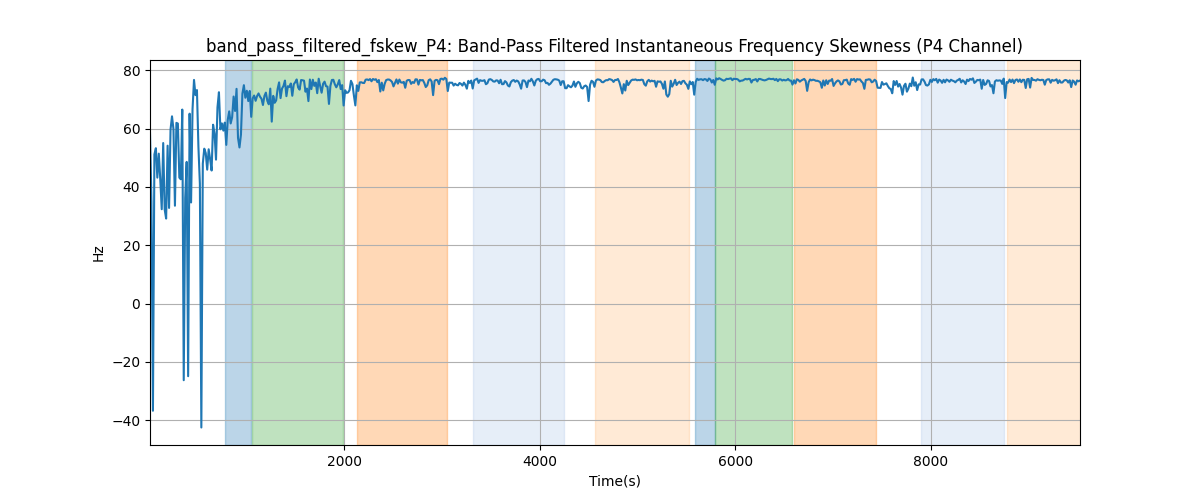 band_pass_filtered_fskew_P4: Band-Pass Filtered Instantaneous Frequency Skewness (P4 Channel)
80
60
40
20
0
−20
−40
Hz
2000 4000 6000 8000
Time(s)